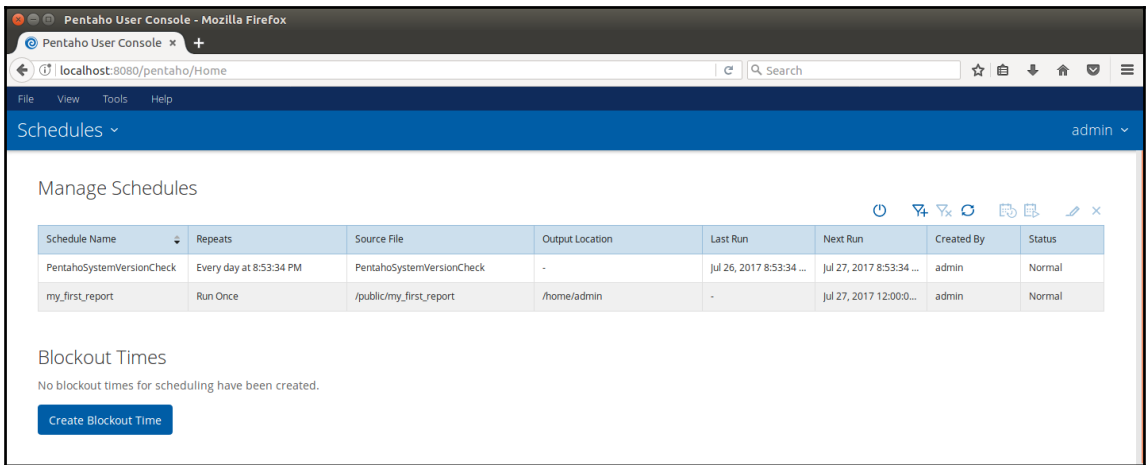 Pentaho User Console - Mozilla Firefox
Pentaho User Console
localhost:8080/pentaho/Home Search
File View Tools Help
Schedules admin
Manage Schedules
Schedule Name Repeats Source File Output Location Last Run Next Run Created By Status
PentahoSystemVersionCheck Every day at 8:53:34 PM PentahoSystemVersionCheck - Jul 26, 2017 8:53:34 ... Jul 27, 2017 8:53:34 ... admin Normal
my_first_report Run Once /public/my_first_report /home/admin - Jul 27, 2017 12:00:0... admin Normal
Blockout Times
No blockout times for scheduling have been created.
Create Blockout Time